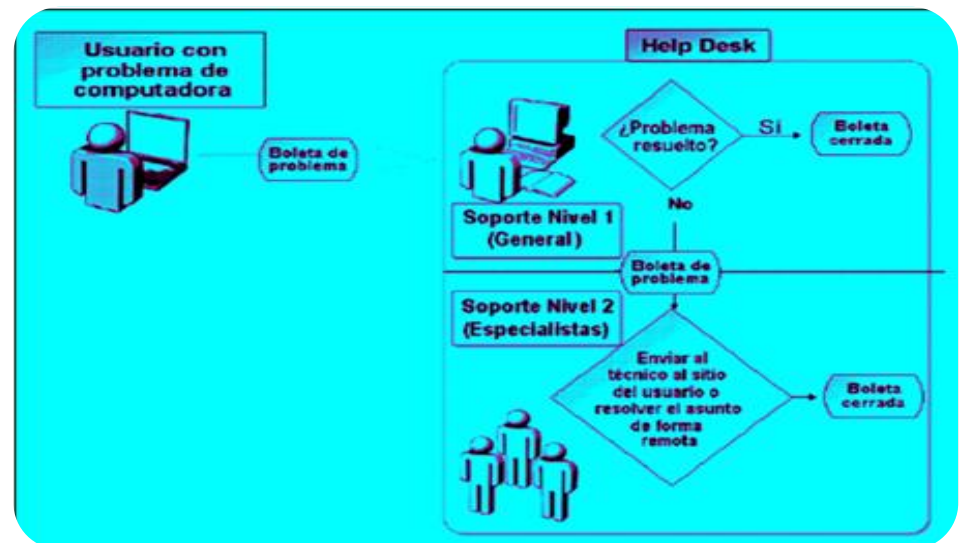 Usuario con
problema de
computadora
Boleta de
problema
Help Desk
¿Problema
resuelto?
Sí
Boleta
cerrada
No
Soporte Nivel 1
(General)
Boleta de
problema
Soporte Nivel 2
(Especialistas)
Enviar al
técnico al sitio
del usuario o
resolver el asunto
de forma
remota
Boleta
cerrada